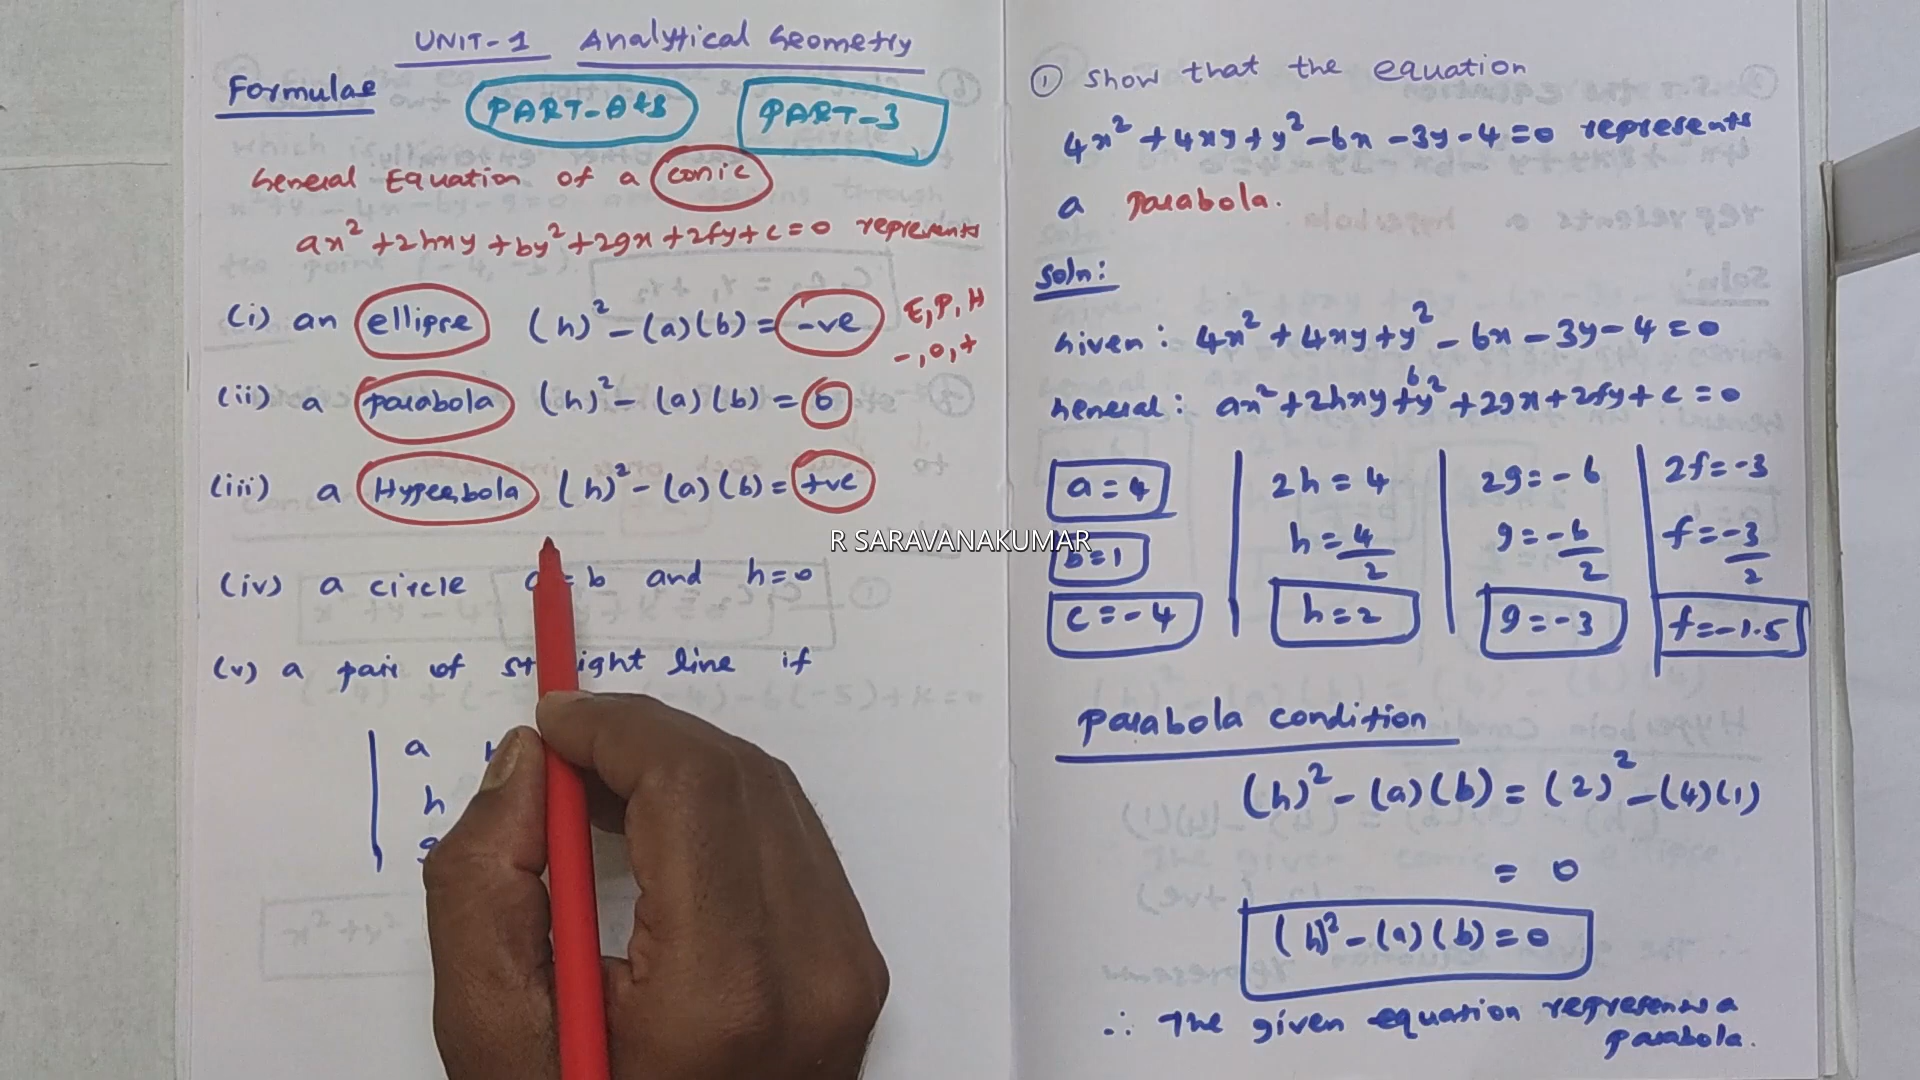 UNIT-1 Analytical Geometry
Formulae PART-A&B PART-3
General Equation of a conic
ax² + 2hxy + by² + 2gx + 2fy + c = 0 represents
(i) an ellipse (h)² - (a)(b) = -ve E, P, H
-, 0, +
(ii) a parabola (h)² - (a)(b) = 0
(iii) a Hyperbola (h)² - (a)(b) = +ve
(iv) a circle a = b and h = 0
(v) a pair of straight line if
a
h
g
① Show that the equation
4x² + 4xy + y² - 6x - 3y - 4 = 0 represents
a parabola.
Soln:
Given: 4x² + 4xy + y² - 6x - 3y - 4 = 0
General: ax² + 2hxy + by² + 2gx + 2fy + c = 0
a = 4 2h = 4 2g = -6 2f = -3
b = 1 h = 4/2 g = -6/2 f = -3/2
c = -4 h = 2 g = -3 f = -1.5
Parabola condition
(h)² - (a)(b) = (2)² - (4)(1)
= 0
(h)² - (a)(b) = 0
∴ The given equation represents a
parabola.
R SARAVANAKUMAR